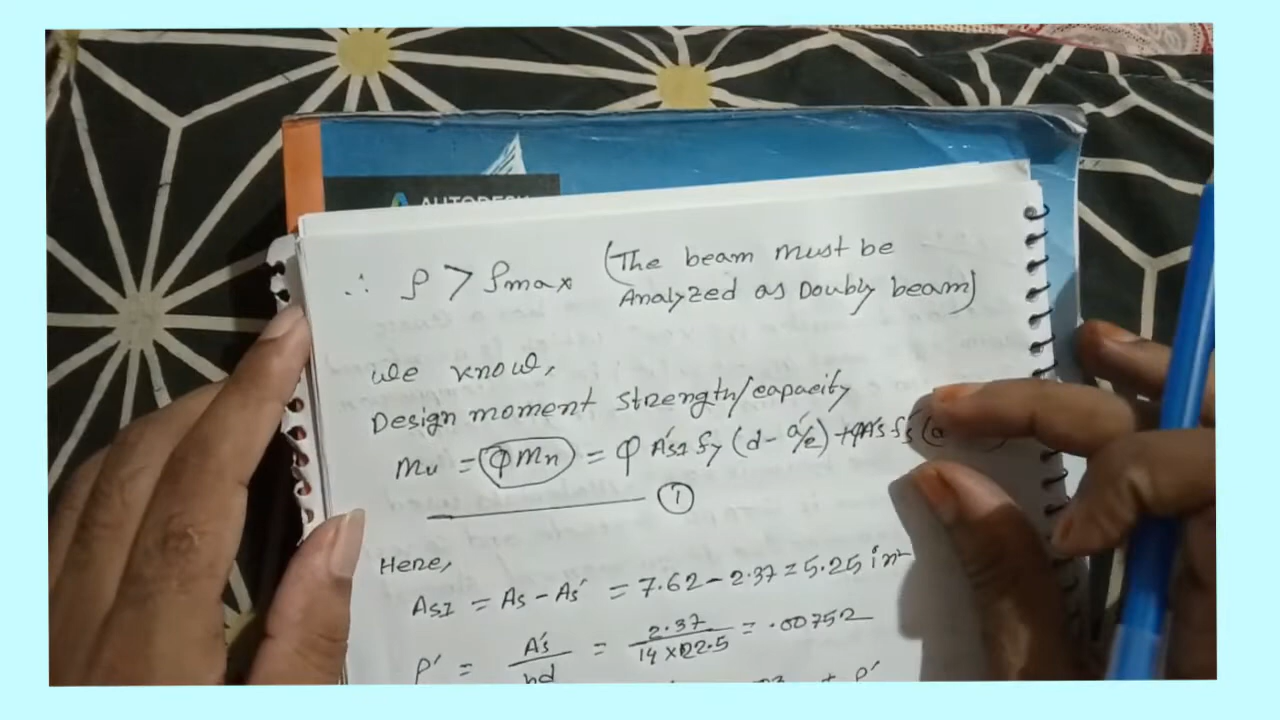 AUTODESK
∴ ρ > ρmax (The beam must be
Analyzed as Doubly beam)
We know,
Design moment strength/capacity
Mu = φMn = φ As1 fy (d - a/2) + φA's fs' (d
①
Here,
As1 = As - As' = 7.62 - 2.37 = 5.25 in²
ρ' = A's/bd = 2.37/14 × 22.5 = .00752
+ ρ'